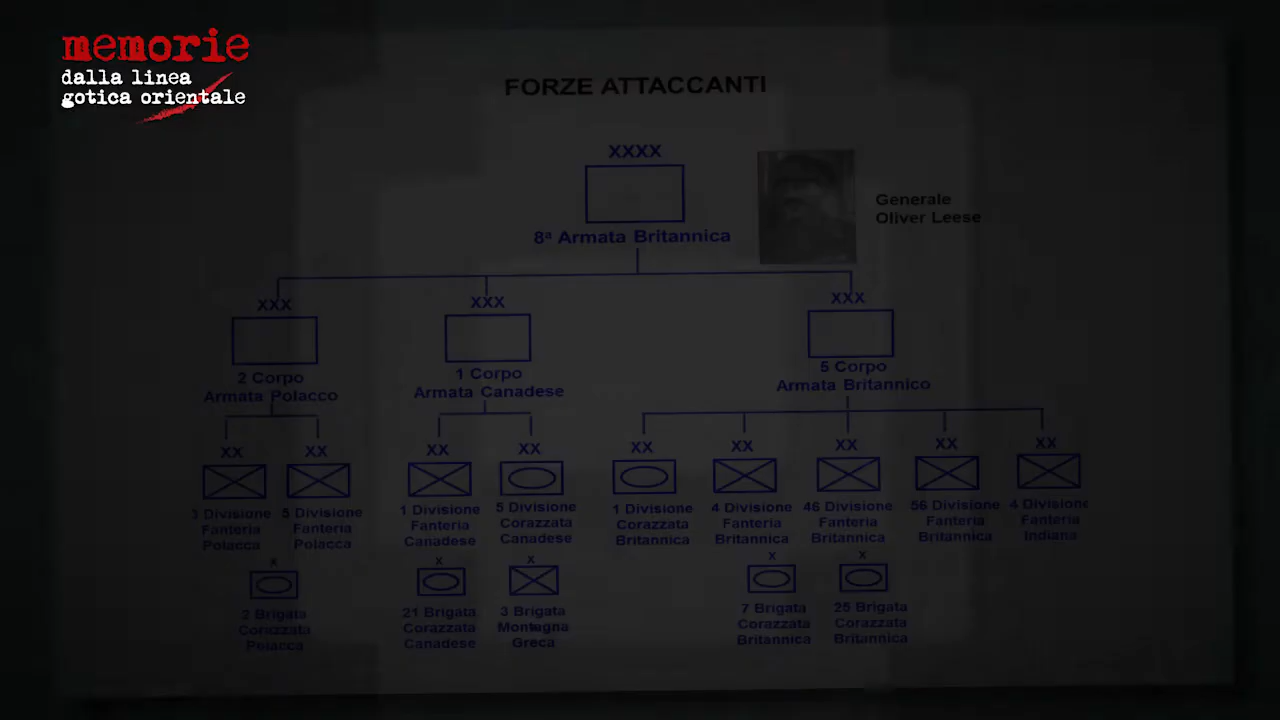 memorie
dalla linea
gotica orientale
FORZE ATTACCANTI
XXXX
8ª Armata Britannica
Generale
Oliver Leese
XXX
2 Corpo
Armata Polacco
XXX
1 Corpo
Armata Canadese
XXX
5 Corpo
Armata Britannico
XX
3 Divisione
Fanteria
Polacca
XX
5 Divisione
Fanteria
Polacca
XX
1 Divisione
Fanteria
Canadese
XX
5 Divisione
Corazzata
Canadese
XX
1 Divisione
Corazzata
Britannica
XX
4 Divisione
Fanteria
Britannica
XX
46 Divisione
Fanteria
Britannica
XX
56 Divisione
Fanteria
Britannica
XX
4 Divisione
Fanteria
Indiana
X
2 Brigata
Corazzata
Polacca
X
21 Brigata
Corazzata
Canadese
X
3 Brigata
Montagna
Greca
X
7 Brigata
Corazzata
Britannica
X
25 Brigata
Corazzata
Britannica